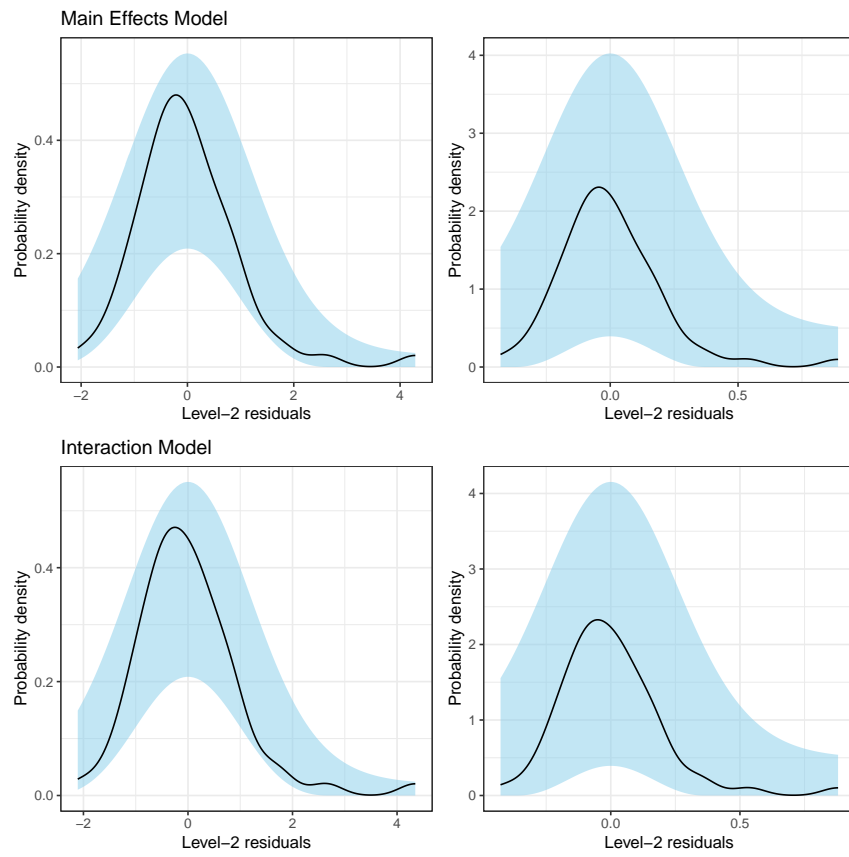 Main Effects Model
Probability density
0.4
0.2
0.0
−2
0
2
4
Level−2 residuals
Probability density
4
3
2
1
0
0.0
0.5
Level−2 residuals
Interaction Model
Probability density
0.4
0.2
0.0
−2
0
2
4
Level−2 residuals
Probability density
4
3
2
1
0
0.0
0.5
Level−2 residuals